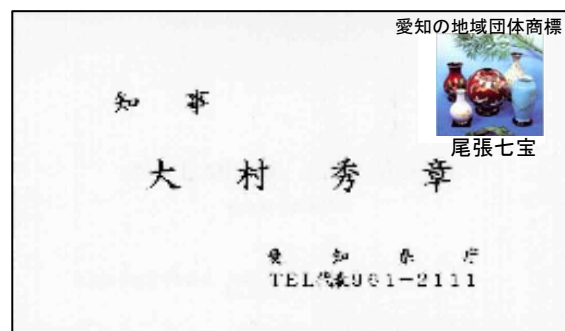 愛知の地域団体商標
尾張七宝
知事
大村秀章
愛知県庁
TEL代表961-2111